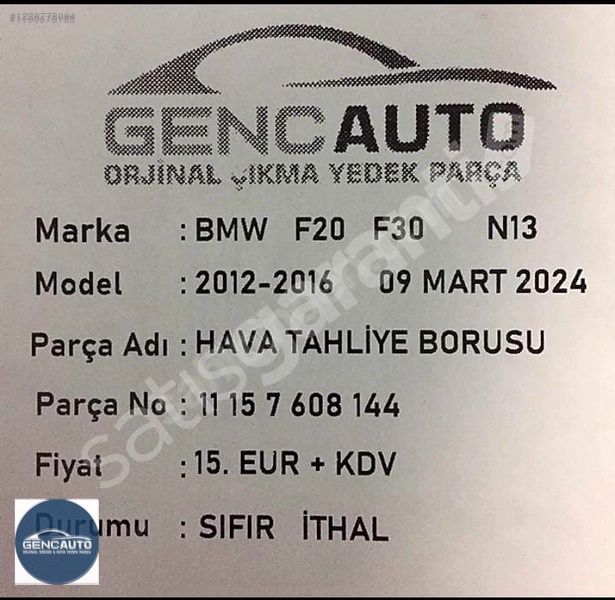 GENCAUTO
ORJİNAL ÇIKMA YEDEK PARÇA
Marka : BMW F20 F30 N13
Model : 2012-2016 09 MART 2024
Parça Adı : HAVA TAHLİYE BORUSU
Parça No : 11 15 7 608 144
Fiyat : 15. EUR + KDV
Durumu : SIFIR İTHAL
GENCAUTO